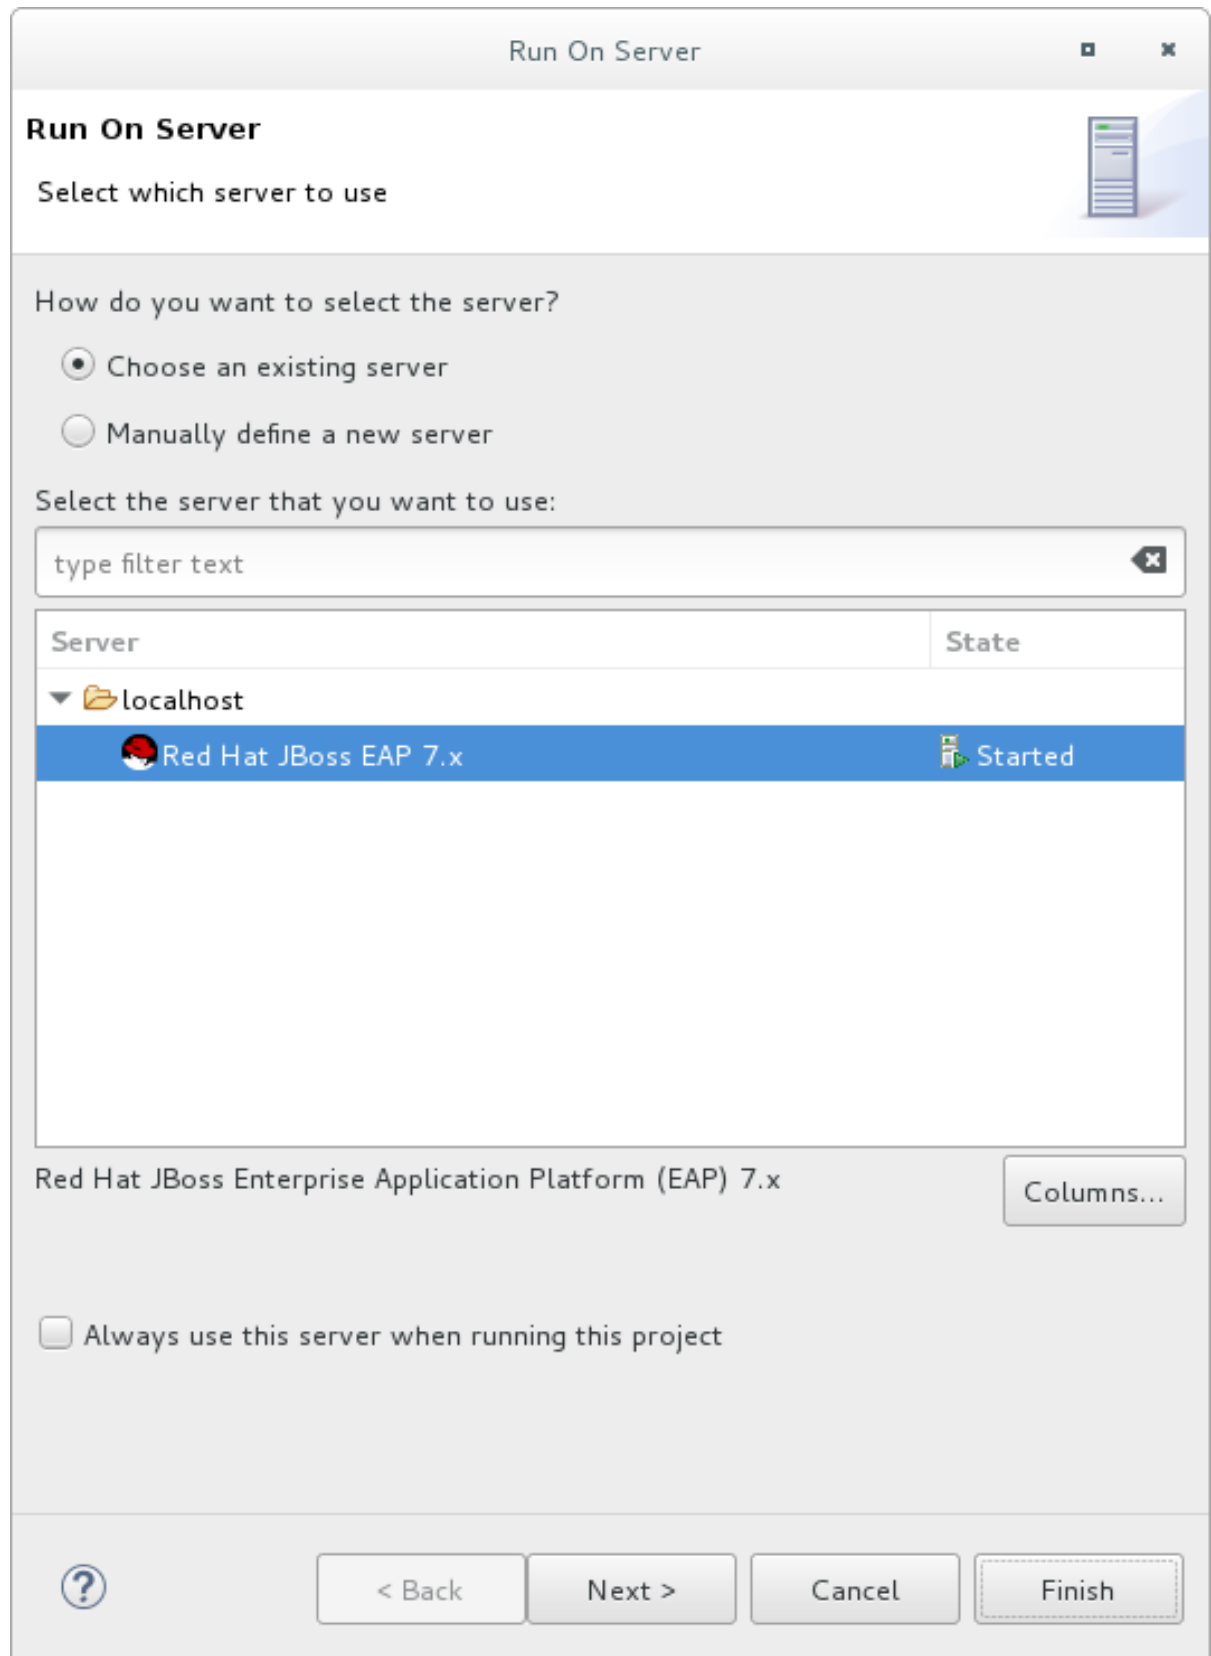 Run On Server
Run On Server
Select which server to use
How do you want to select the server?
Choose an existing server
Manually define a new server
Select the server that you want to use:
type filter text
Server State
localhost
Red Hat JBoss EAP 7.x Started
Red Hat JBoss Enterprise Application Platform (EAP) 7.x
Columns...
Always use this server when running this project
? < Back Next > Cancel Finish